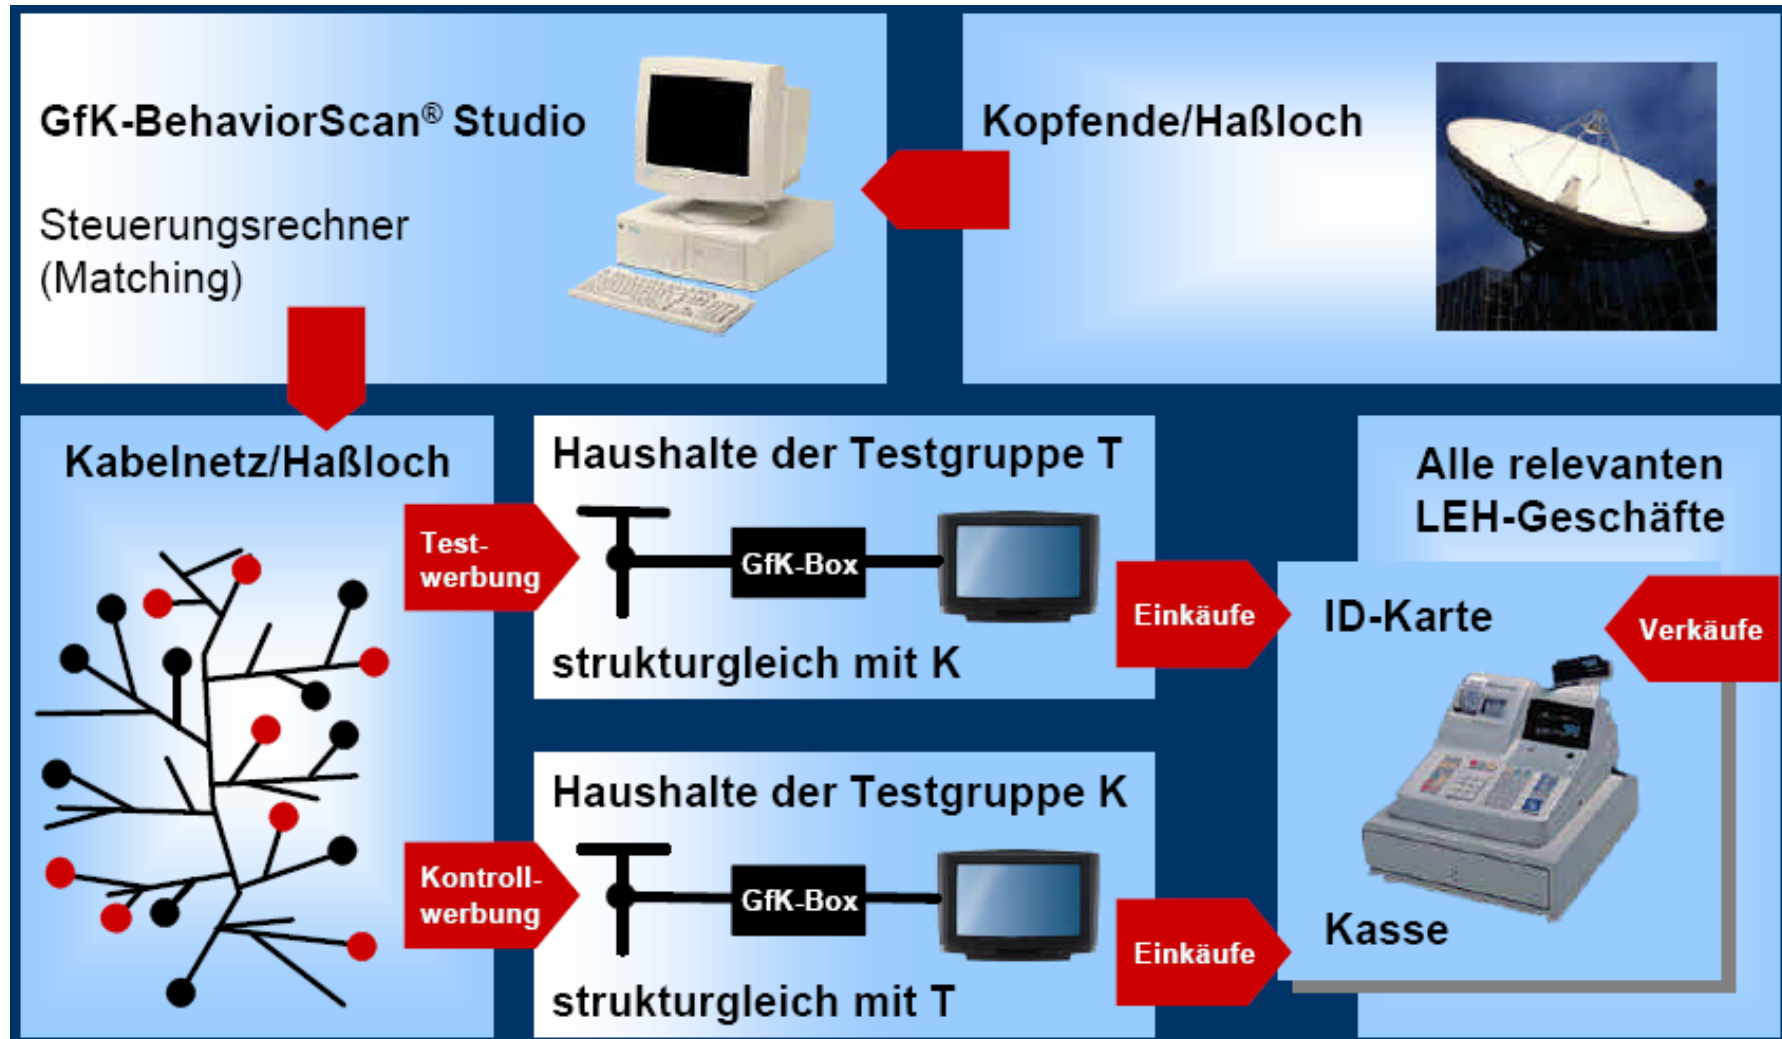 GfK-BehaviorScan® Studio
Steuerungsrechner
(Matching)
Kopfende/Haßloch
Kabelnetz/Haßloch
Test-
werbung
Kontroll-
werbung
Haushalte der Testgruppe T
GfK-Box
strukturgleich mit K
Haushalte der Testgruppe K
GfK-Box
strukturgleich mit T
Einkäufe
Einkäufe
Alle relevanten
LEH-Geschäfte
ID-Karte
Verkäufe
Kasse